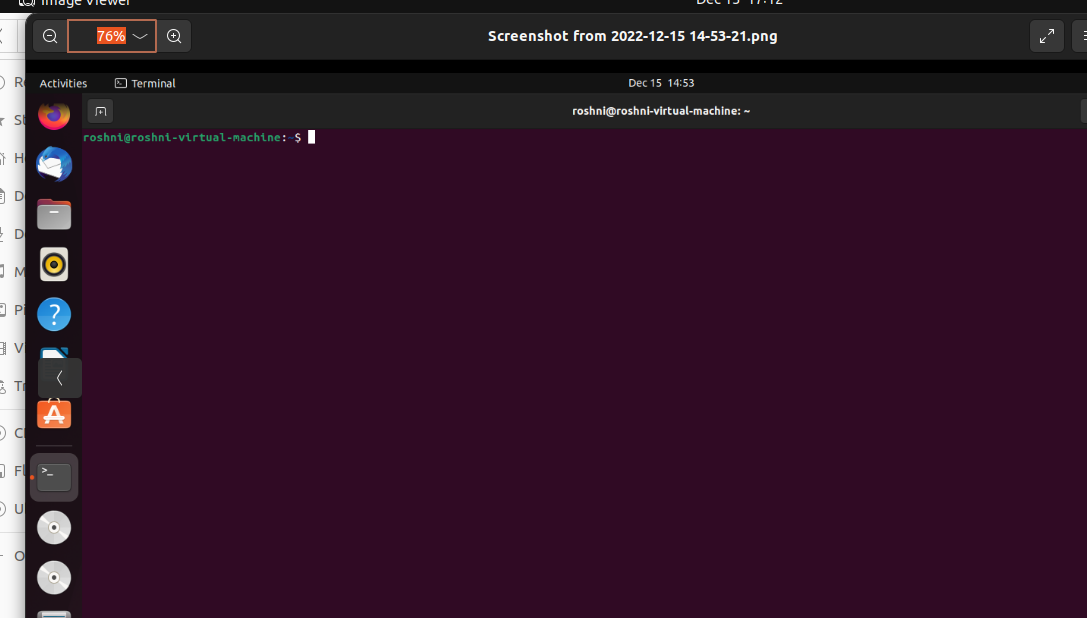 Image Viewer
Dec 15 17:12
76%
Screenshot from 2022-12-15 14-53-21.png
Activities
Terminal
Dec 15 14:53
roshni@roshni-virtual-machine: ~
roshni@roshni-virtual-machine:~$
?
>_